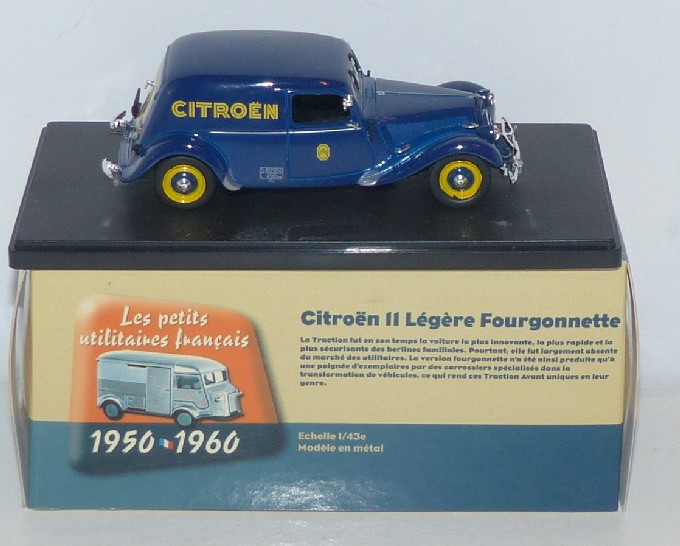 CITROËN
Les petits
utilitaires français
1950 1960
Citroën 11 Légère Fourgonnette
La Traction fut en son temps la voiture la plus innovante, la plus rapide et la
plus sécurisante des berlines familiales. Pourtant, elle fut largement absente
du marché des utilitaires. La version fourgonnette n'a été ainsi produite qu'à
une poignée d'exemplaires par des carrossiers spécialisés dans la
transformation de véhicules, ce qui rend ces Traction Avant uniques en leur
genre.
Echelle 1/43e
Modèle en métal